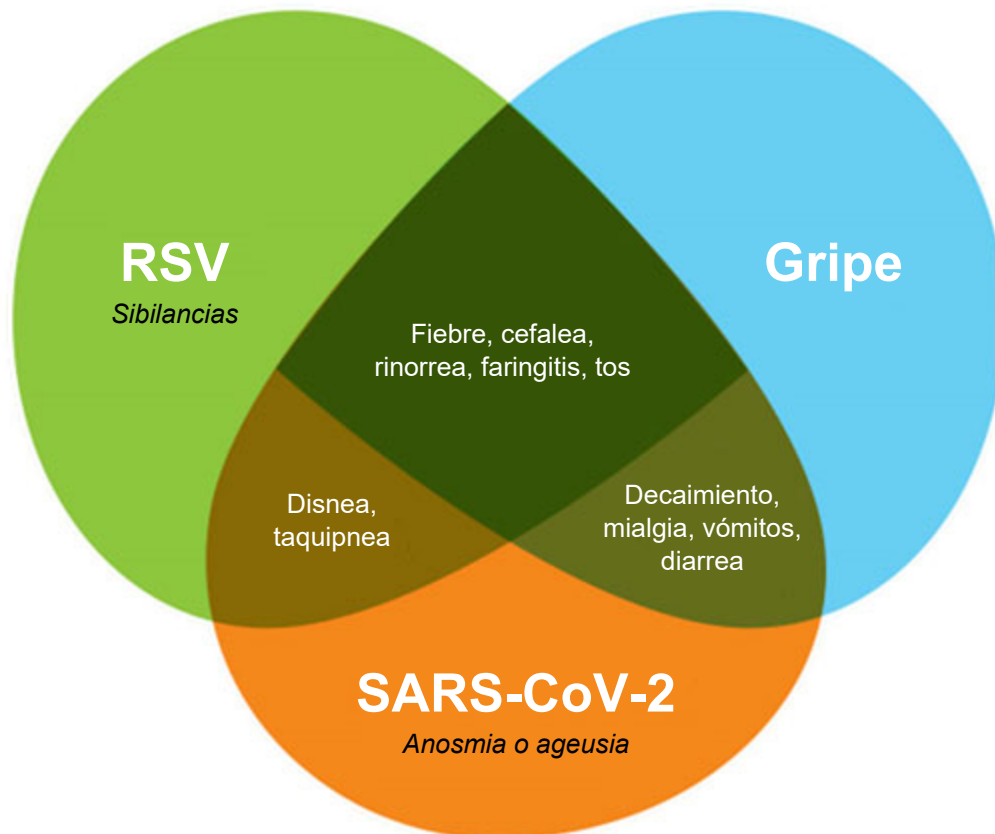 RSV
Sibilancias
Gripe
Fiebre, cefalea,
rinorrea, faringitis, tos
Disnea,
taquipnea
Decaimiento,
mialgia, vómitos,
diarrea
SARS-CoV-2
Anosmia o ageusia